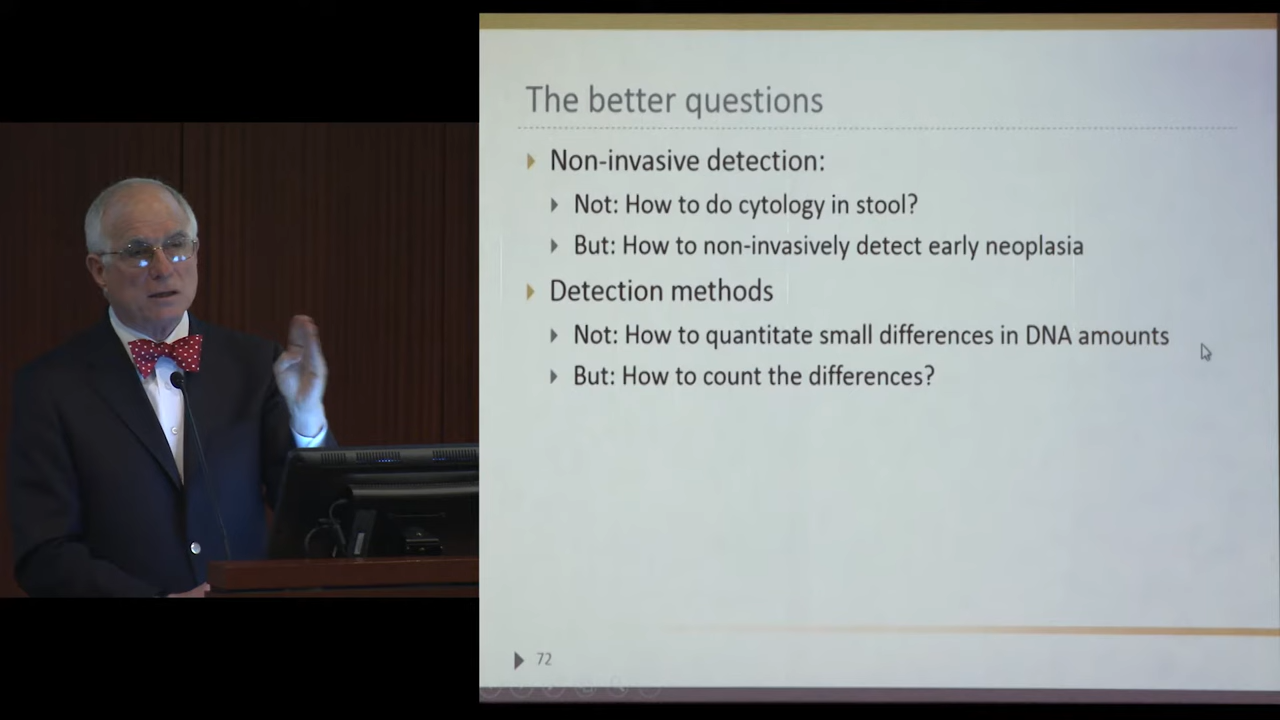 The better questions
Non-invasive detection:
Not: How to do cytology in stool?
But: How to non-invasively detect early neoplasia
Detection methods
Not: How to quantitate small differences in DNA amounts
But: How to count the differences?
72